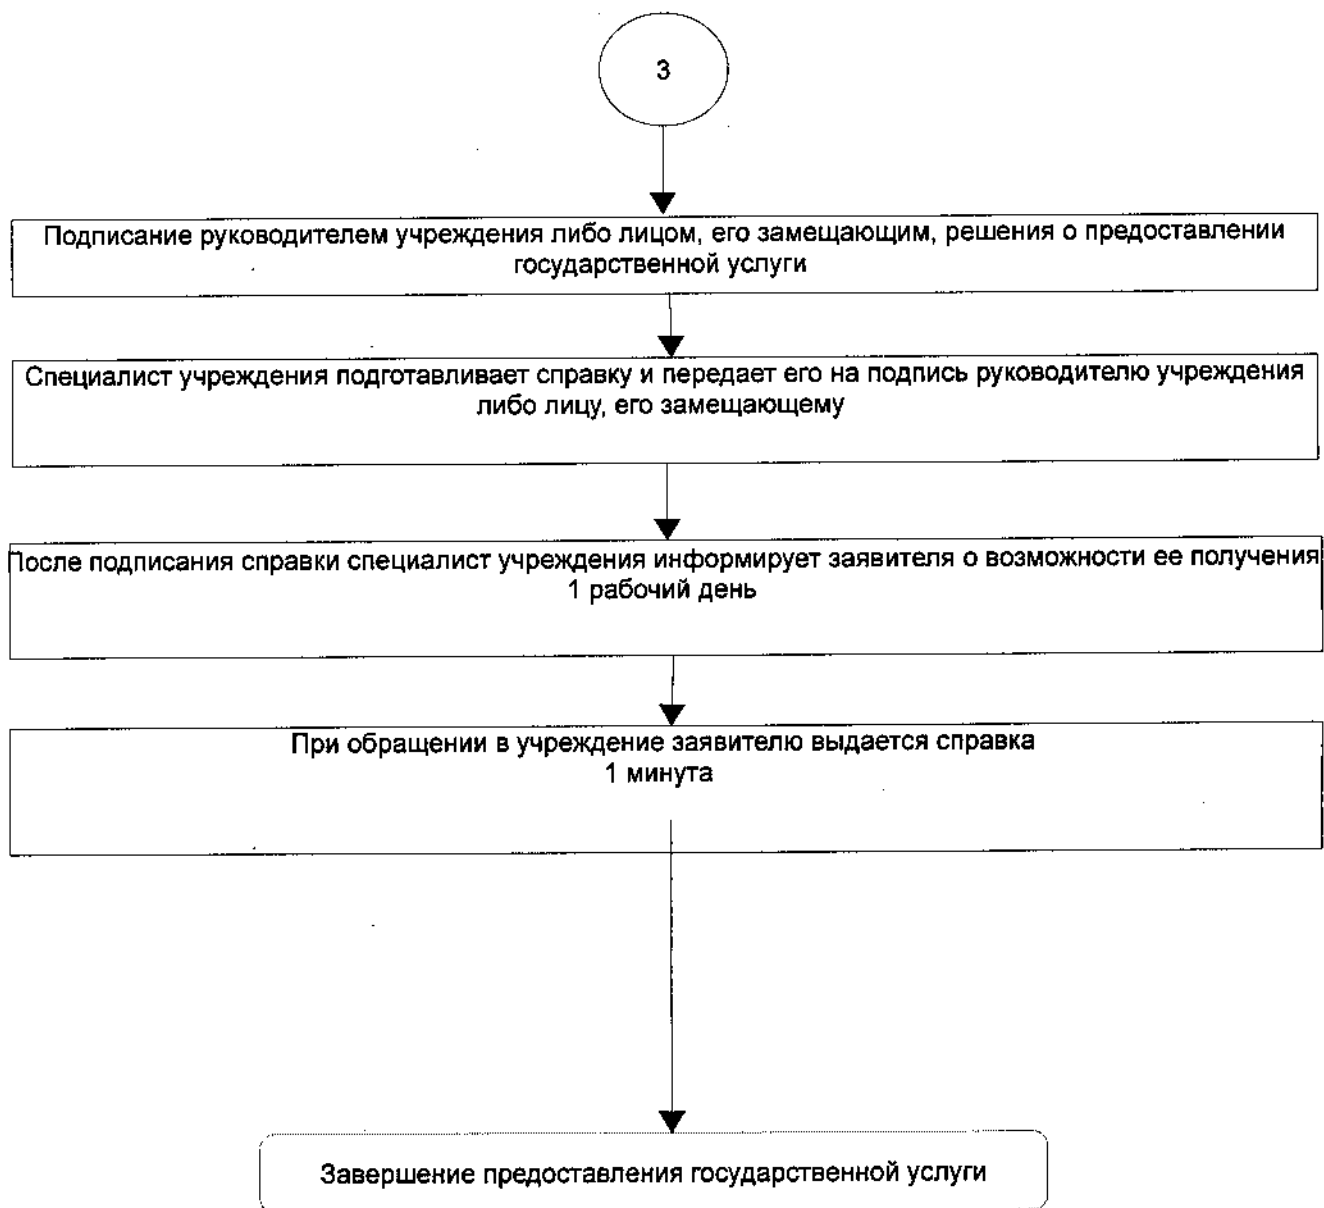 3
Подписание руководителем учреждения либо лицом, его замещающим, решения о предоставлении
государственной услуги
Специалист учреждения подготавливает справку и передает его на подпись руководителю учреждения
либо лицу, его замещающему
После подписания справки специалист учреждения информирует заявителя о возможности ее получения
1 рабочий день
При обращении в учреждение заявителю выдается справка
1 минута
Завершение предоставления государственной услуги